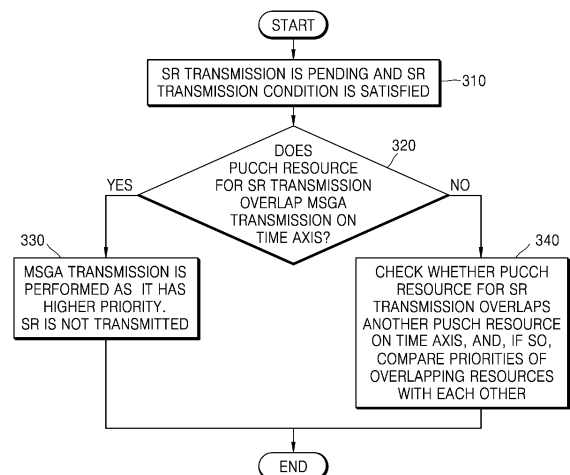 START
SR TRANSMISSION IS PENDING AND SR
TRANSMISSION CONDITION IS SATISFIED
310
DOES
PUCCH RESOURCE
FOR SR TRANSMISSION
OVERLAP MSGA
TRANSMISSION ON
TIME AXIS?
320
YES
NO
330
MSGA TRANSMISSION IS
PERFORMED AS IT HAS
HIGHER PRIORITY.
SR IS NOT TRANSMITTED
340
CHECK WHETHER PUCCH
RESOURCE FOR SR
TRANSMISSION OVERLAPS
ANOTHER PUSCH RESOURCE
ON TIME AXIS, AND, IF SO,
COMPARE PRIORITIES OF
OVERLAPPING RESOURCES
WITH EACH OTHER
END